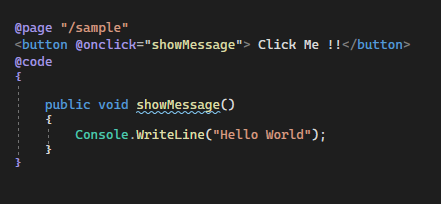 @page "/sample"
<button @onclick="showMessage"> Click Me !!</button>
@code
{
public void showMessage()
{
Console.WriteLine("Hello World");
}
}